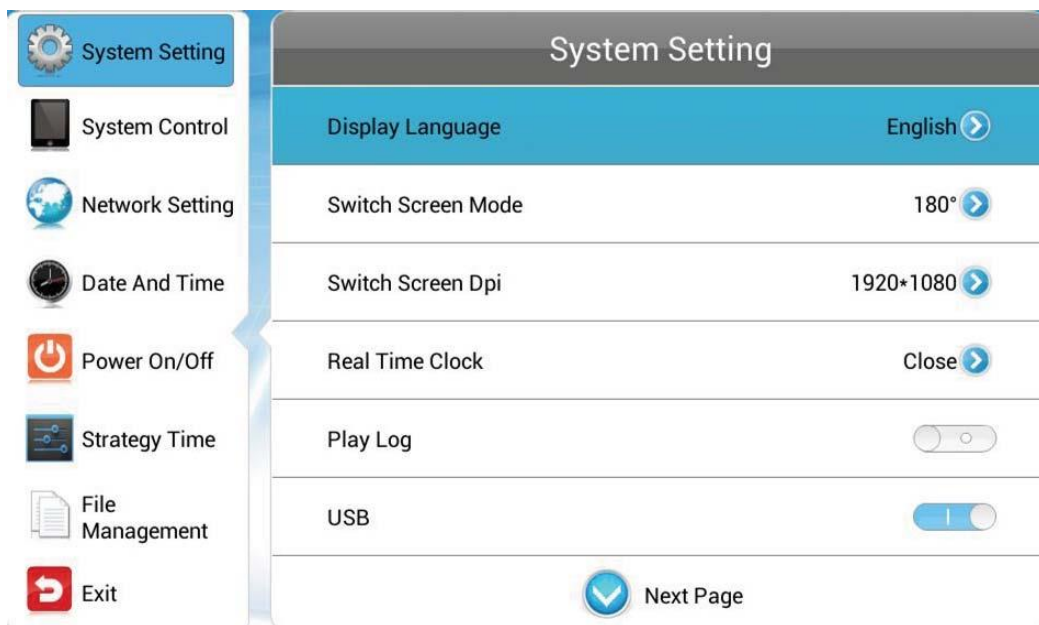 System Setting
System Control
Network Setting
Date And Time
Power On/Off
Strategy Time
File
Management
Exit
System Setting
Display Language English
Switch Screen Mode 180°
Switch Screen Dpi 1920*1080
Real Time Clock Close
Play Log
USB
Next Page